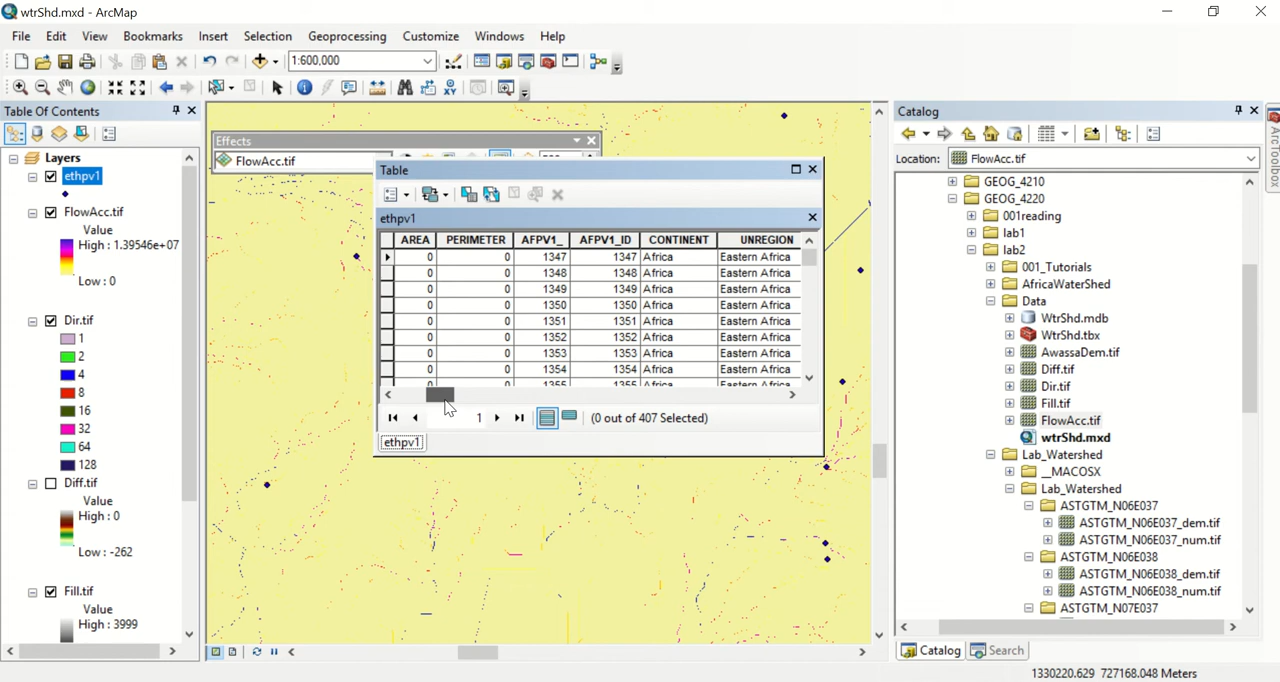 wtrShd.mxd - ArcMap
File Edit View Bookmarks Insert Selection Geoprocessing Customize Windows Help
1:600,000
Table Of Contents
Layers
ethpv1
FlowAcc.tif
Value
High : 1.39546e+07
Low : 0
Dir.tif
1
2
4
8
16
32
64
128
Diff.tif
Value
High : 0
Low : -262
Fill.tif
Value
High : 3999
Effects
FlowAcc.tif
Table
ethpv1
AREA PERIMETER AFPV1_ AFPV1_ID CONTINENT UNREGION
0 0 1347 1347 Africa Eastern Africa
0 0 1348 1348 Africa Eastern Africa
0 0 1349 1349 Africa Eastern Africa
0 0 1350 1350 Africa Eastern Africa
0 0 1351 1351 Africa Eastern Africa
0 0 1352 1352 Africa Eastern Africa
0 0 1353 1353 Africa Eastern Africa
0 0 1354 1354 Africa Eastern Africa
0 0 1355 1355 Africa Eastern Africa
1 (0 out of 407 Selected)
ethpv1
Catalog
Location: FlowAcc.tif
GEOG_4210
GEOG_4220
001reading
lab1
lab2
001_Tutorials
AfricaWaterShed
Data
WtrShd.mdb
WtrShd.tbx
AwassaDem.tif
Diff.tif
Dir.tif
Fill.tif
FlowAcc.tif
wtrShd.mxd
Lab_Watershed
__MACOSX
Lab_Watershed
ASTGTM_N06E037
ASTGTM_N06E037_dem.tif
ASTGTM_N06E037_num.tif
ASTGTM_N06E038
ASTGTM_N06E038_dem.tif
ASTGTM_N06E038_num.tif
ASTGTM_N07E037
Catalog Search
ArcToolbox
1330220.629 727168.048 Meters